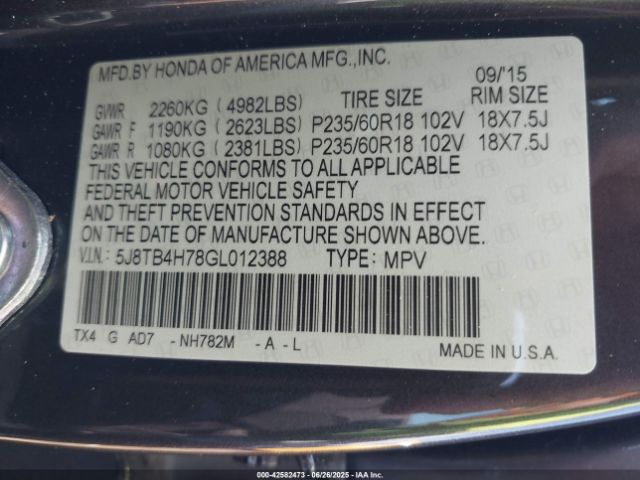 MFD.BY HONDA OF AMERICA MFG.,INC.
09/'15
GVWR 2260KG (4982LBS) TIRE SIZE RIM SIZE
GAWR F 1190KG (2623LBS) P235/60R18 102V 18X7.5J
GAWR R 1080KG (2381LBS) P235/60R18 102V 18X7.5J
THIS VEHICLE CONFORMS TO ALL APPLICABLE
FEDERAL MOTOR VEHICLE SAFETY
AND THEFT PREVENTION STANDARDS IN EFFECT
ON THE DATE OF MANUFACTURE SHOWN ABOVE.
V.I.N.: 5J8TB4H78GL012388 TYPE: MPV
TX4 G AD7 - NH782M - A - L
MADE IN U.S.A.
000-42582473 - 06/26/2025 - IAA Inc.